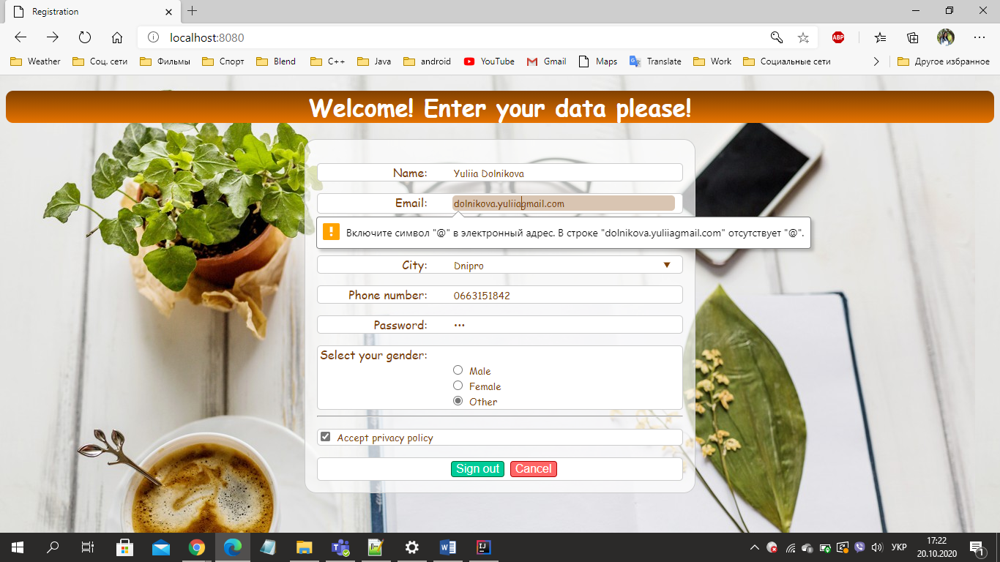 Registration
localhost:8080
ABP
Weather Соц. сети Фильмы Спорт Blend C++ Java android YouTube Gmail Maps Translate Work Социальные сети Другое избранное
Welcome! Enter your data please!
Name: Yuliia Dolnikova
Email: dolnikova.yuliiagmail.com
Включите символ "@" в электронный адрес. В строке "dolnikova.yuliiagmail.com" отсутствует "@".
City: Dnipro
Phone number: 0663151842
Password: •••
Select your gender:
Male
Female
Other
Accept privacy policy
Sign out Cancel
УКР
17:22
20.10.2020
1